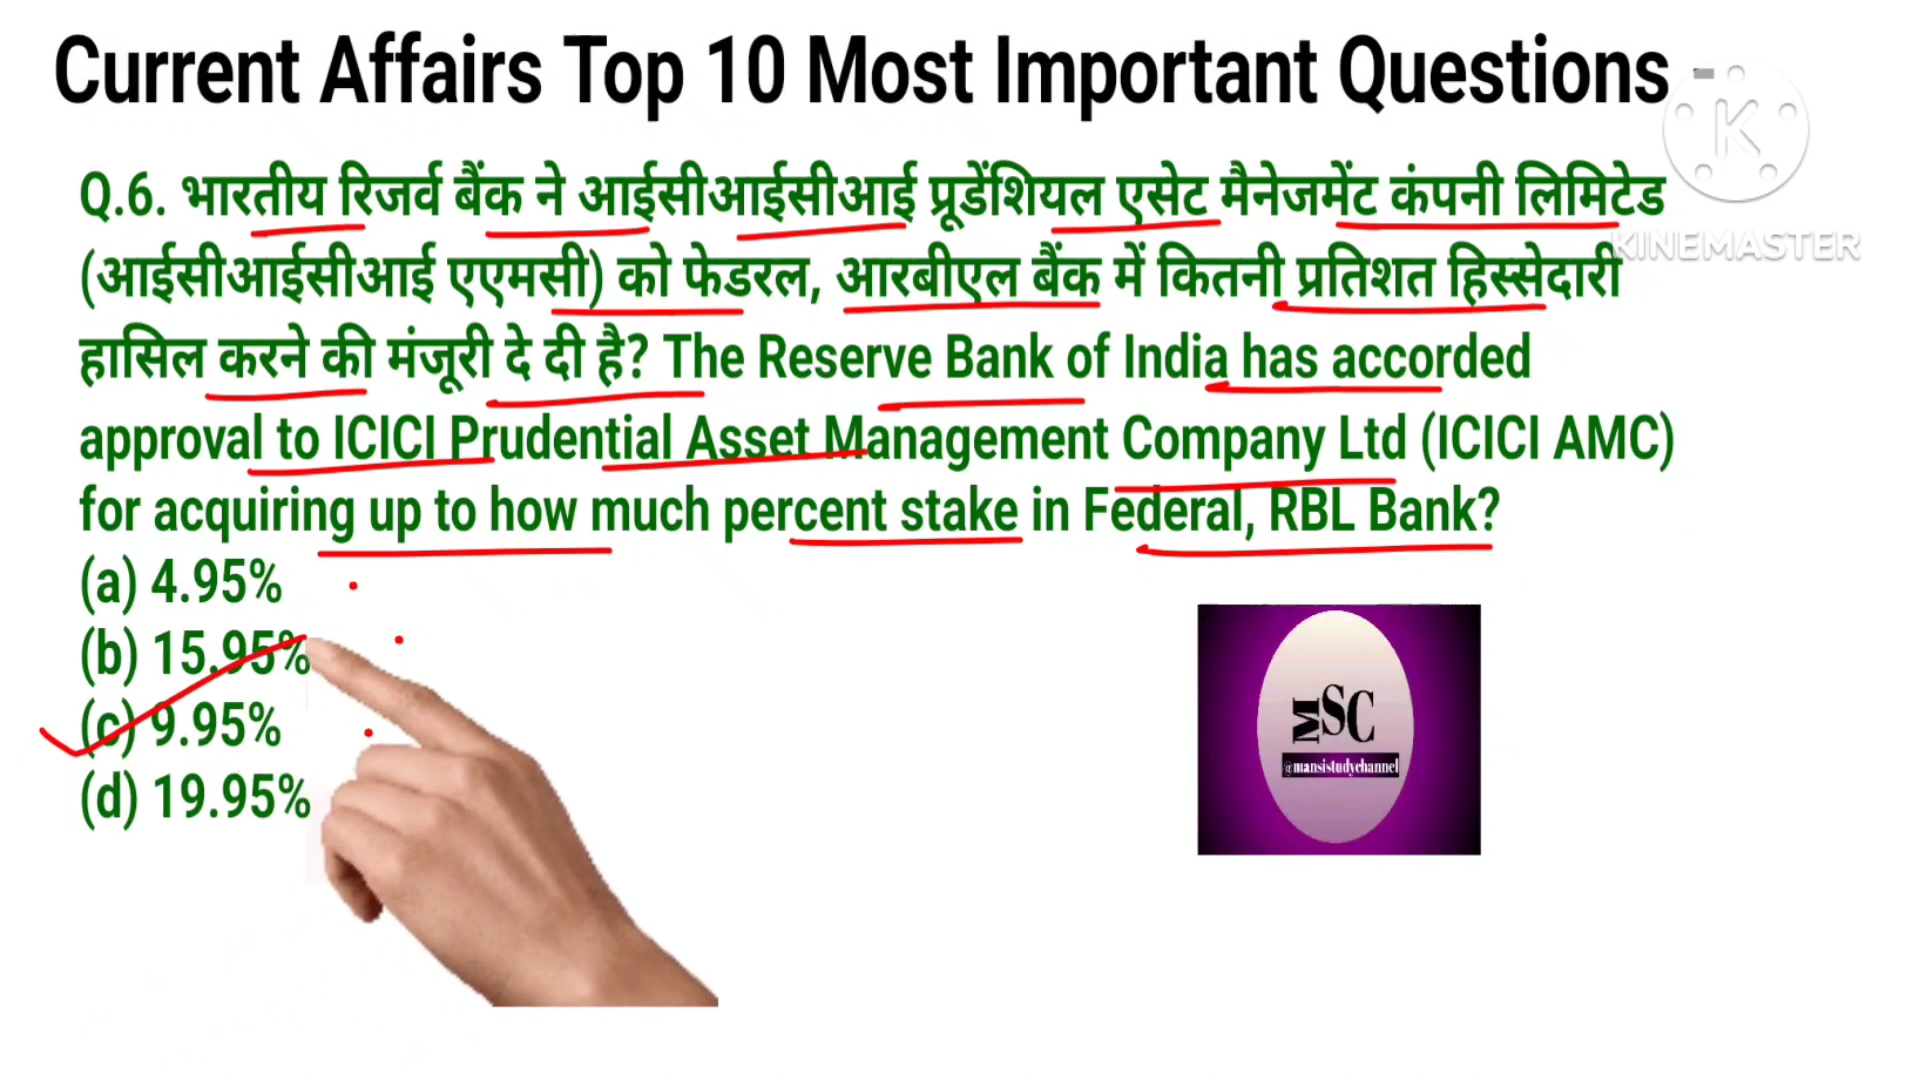 Current Affairs Top 10 Most Important Questions -
K
KINEMASTER
Q.6. भारतीय रिजर्व बैंक ने आईसीआईसीआई प्रूडेंशियल एसेट मैनेजमेंट कंपनी लिमिटेड
(आईसीआईसीआई एएमसी) को फेडरल, आरबीएल बैंक में कितनी प्रतिशत हिस्सेदारी
हासिल करने की मंजूरी दे दी है? The Reserve Bank of India has accorded
approval to ICICI Prudential Asset Management Company Ltd (ICICI AMC)
for acquiring up to how much percent stake in Federal, RBL Bank?
(a) 4.95%
(b) 15.95%
(c) 9.95%
(d) 19.95%
MSC
@mansistudychannel